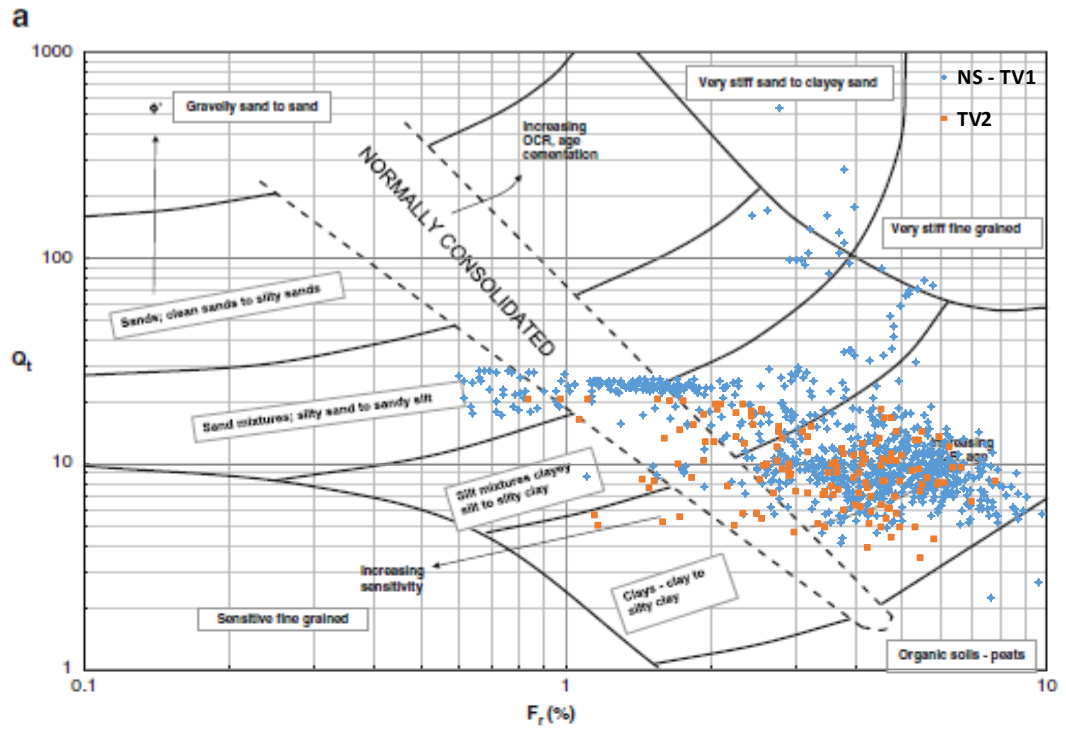 a
1000
100
10
1
Qt
0.1
1
10
Fr (%)
NS - TV1
TV2
Very stiff sand to clayey sand
ϕ'
Gravelly sand to sand
Increasing
OCR, age
cementation
NORMALLY CONSOLIDATED
Very stiff fine grained
Sands; clean sands to silty sands
Sand mixtures; silty sand to sandy silt
Silt mixtures clayey
silt to silty clay
Increasing
sensitivity
Clays - clay to
silty clay
Sensitive fine grained
Organic soils - peats
age